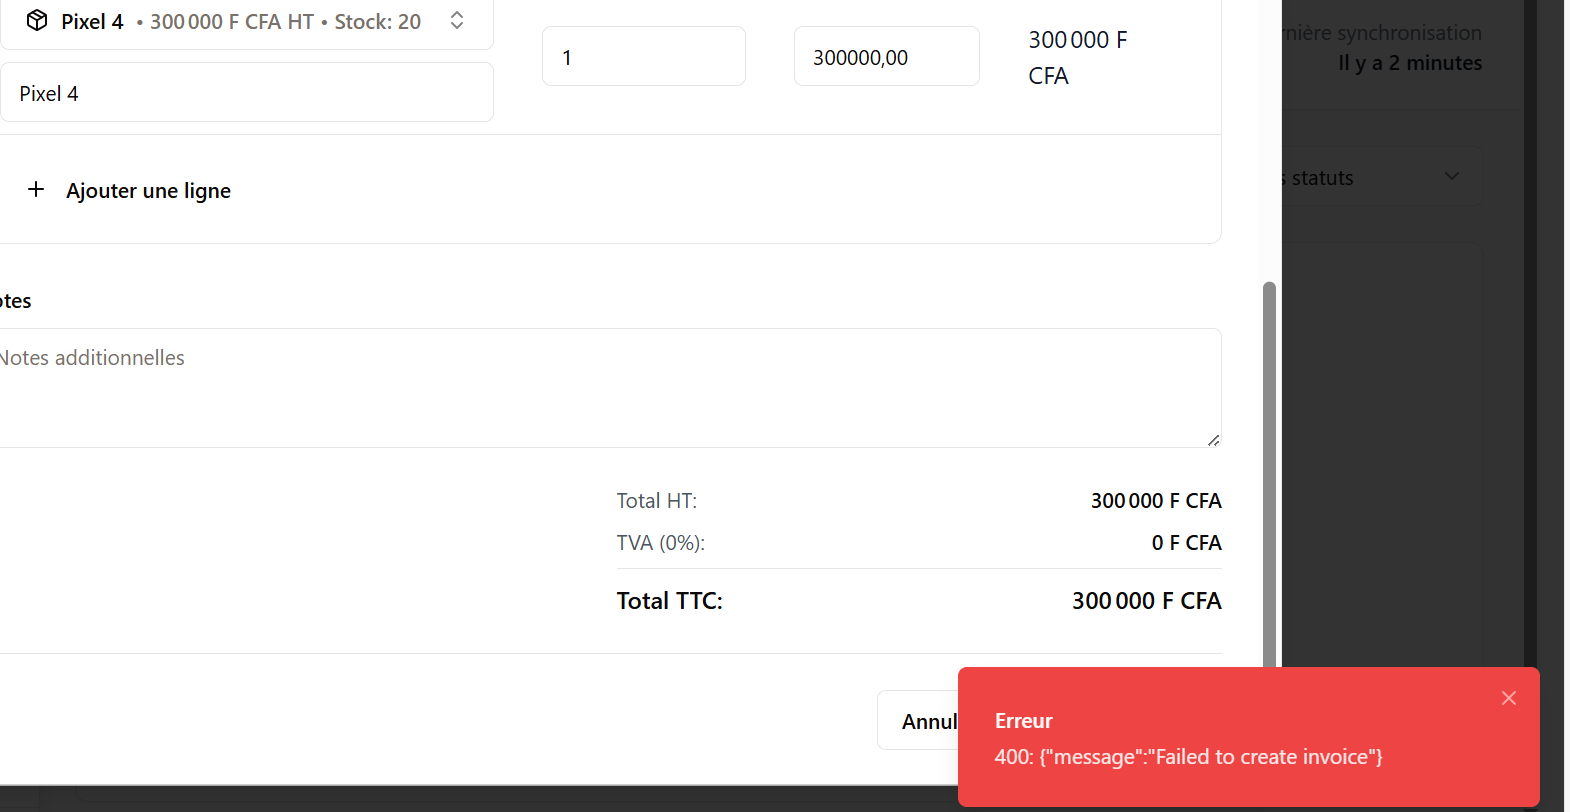 Pixel 4 • 300 000 F CFA HT • Stock: 20
Pixel 4
1
300000,00
300 000 F
CFA
Ajouter une ligne
otes
Notes additionnelles
Total HT: 300 000 F CFA
TVA (0%): 0 F CFA
Total TTC: 300 000 F CFA
Annul
Erreur
400: {"message":"Failed to create invoice"}
rnière synchronisation
Il y a 2 minutes
s statuts